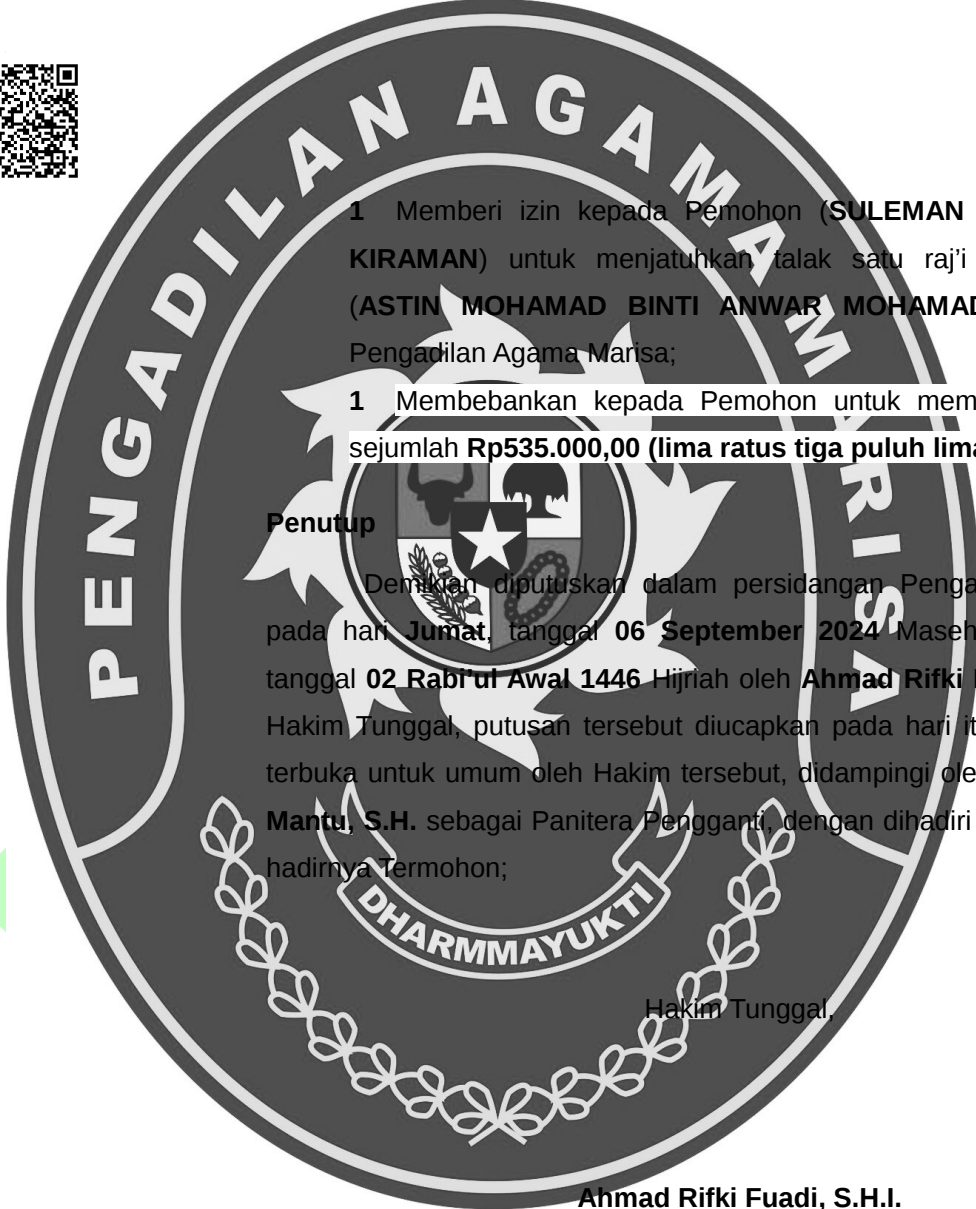 PENGADILAN AGAMA MARISA
1 Memberi izin kepada Pemohon (SULEMAN
KIRAMAN) untuk menjatuhkan talak satu raj'i
(ASTIN MOHAMAD BINTI ANWAR MOHAMAD
Pengadilan Agama Marisa;
1 Membebankan kepada Pemohon untuk mem
sejumlah Rp535.000,00 (lima ratus tiga puluh lima
Penutup
Demikian diputuskan dalam persidangan Penga
pada hari Jumat, tanggal 06 September 2024 Maseh
tanggal 02 Rabi'ul Awal 1446 Hijriah oleh Ahmad Rifki
Hakim Tunggal, putusan tersebut diucapkan pada hari it
terbuka untuk umum oleh Hakim tersebut, didampingi ole
Mantu, S.H. sebagai Panitera Pengganti, dengan dihadiri
hadirnya Termohon;
DHARMMAYUKTI
Hakim Tunggal,
Ahmad Rifki Fuadi, S.H.I.